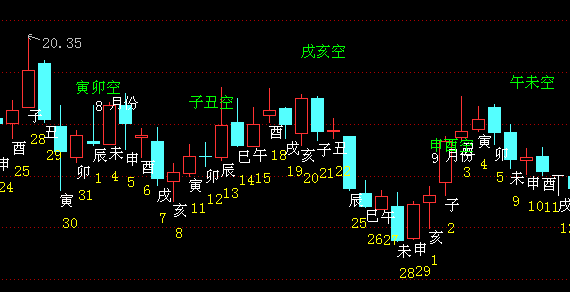 20.35
戌亥空
寅卯空
8月份
子丑空
午未空
申酉空
9月份
申
24
酉
25
子
28
丑
29
寅
30
卯
31
辰
1
未
4
申
5
酉
6
戌
7
亥
8
寅
11
卯
12
辰
13
巳
14
午
15
酉
18
戌
19
亥
20
子
21
丑
22
辰
25
巳
26
午
27
未
28
申
29
亥
1
子
2
3
寅
4
卯
5
未
9
申
10
酉
11
戌